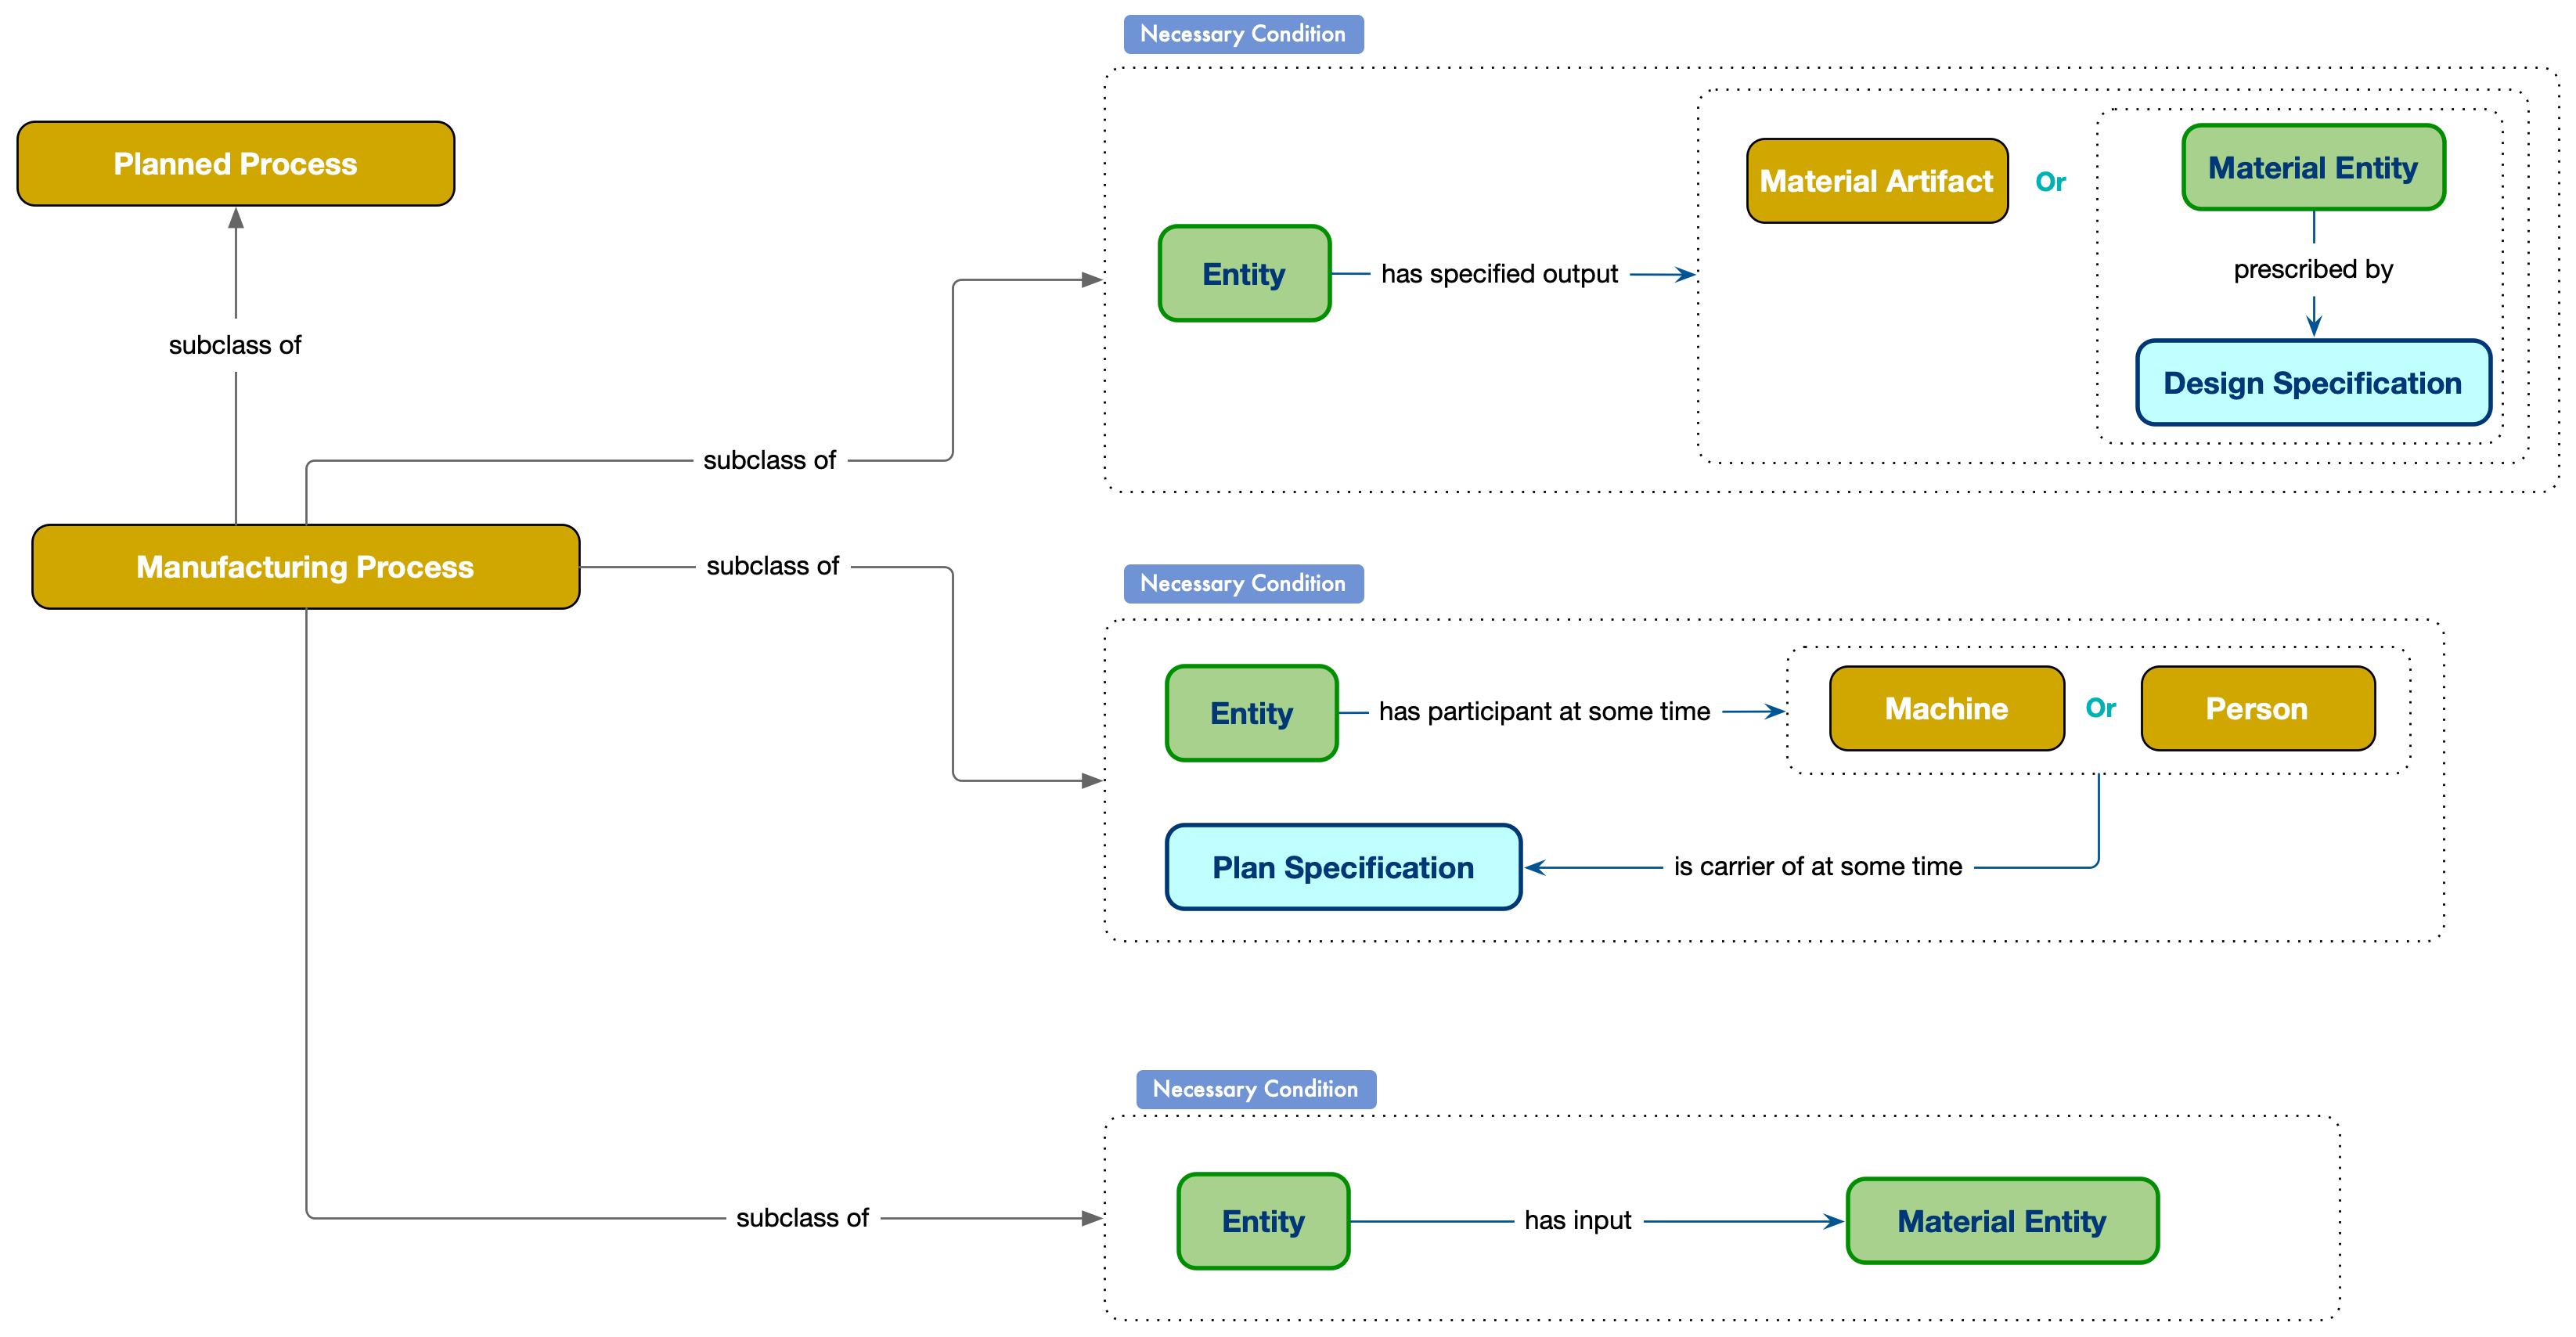 Necessary Condition
Planned Process
Material Artifact
Or
Material Entity
Entity
has specified output
prescribed by
subclass of
Design Specification
subclass of
Manufacturing Process
subclass of
Necessary Condition
Entity
has participant at some time
Machine
Or
Person
Plan Specification
is carrier of at some time
Necessary Condition
subclass of
Entity
has input
Material Entity